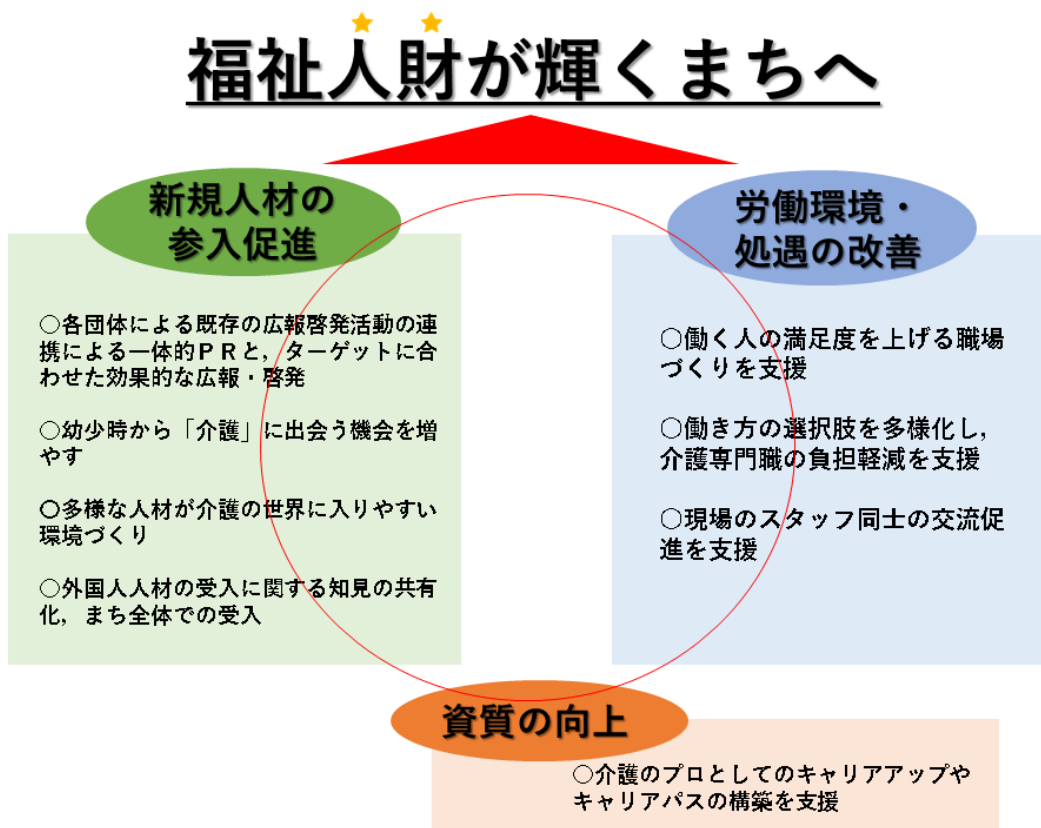 福祉人財が輝くまちへ
新規人材の
参入促進
○各団体による既存の広報啓発活動の連
携による一体的ＰＲと，ターゲットに合
わせた効果的な広報・啓発
○幼少時から「介護」に出会う機会を増
やす
○多様な人材が介護の世界に入りやすい
環境づくり
○外国人人材の受入に関する知見の共有
化，まち全体での受入
労働環境・
処遇の改善
○働く人の満足度を上げる職場
づくりを支援
○働き方の選択肢を多様化し，
介護専門職の負担軽減を支援
○現場のスタッフ同士の交流促
進を支援
資質の向上
○介護のプロとしてのキャリアアップや
キャリアパスの構築を支援